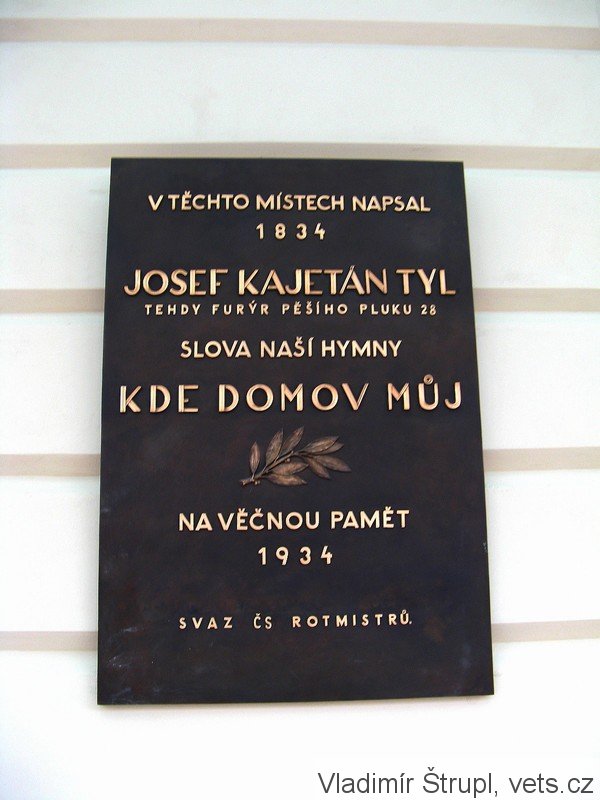 V TĚCHTO MÍSTECH NAPSAL
1834
JOSEF KAJETÁN TYL
TEHDY FURÝR PĚŠÍHO PLUKU 28
SLOVA NAŠÍ HYMNY
KDE DOMOV MŮJ
NA VĚČNOU PAMĚT
1934
SVAZ ČS ROTMISTRŮ.
Vladimír Štrupl, vets.cz